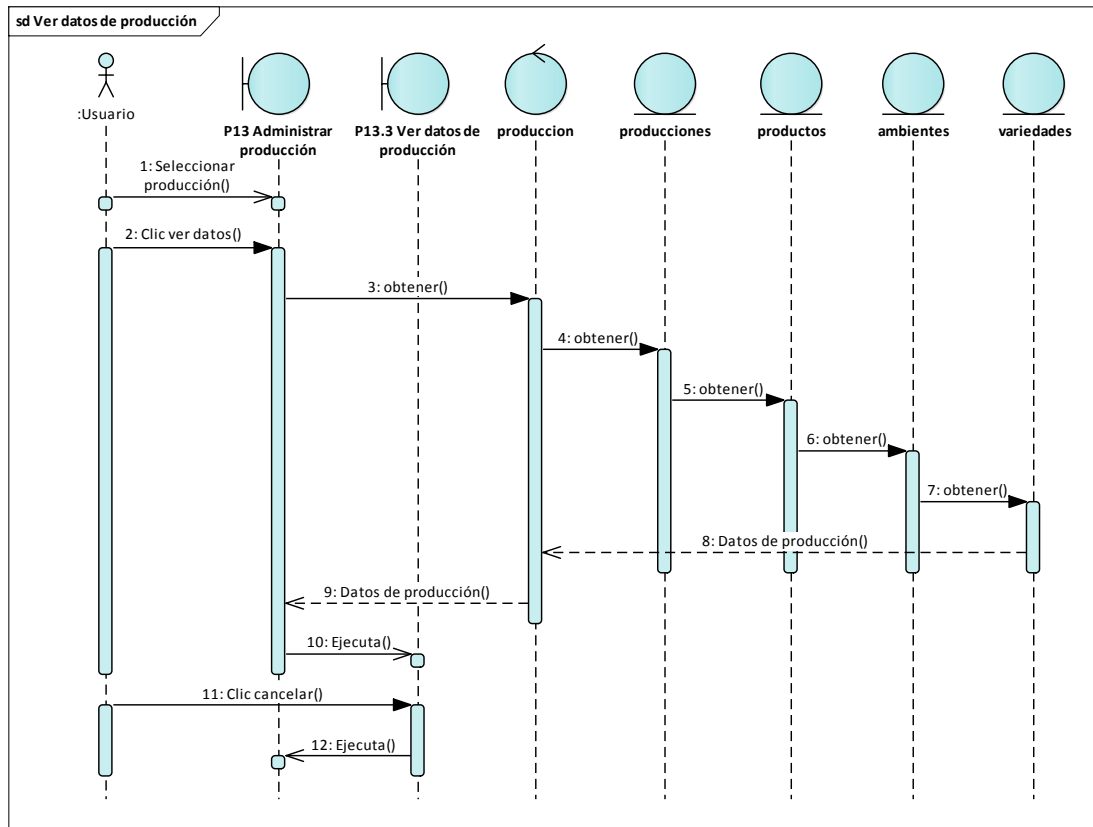 sd Ver datos de producción
:Usuario
P13 Administrar
producción
P13.3 Ver datos de
producción
produccion
producciones
productos
ambientes
variedades
1: Seleccionar
producción()
2: Clic ver datos()
3: obtener()
4: obtener()
5: obtener()
6: obtener()
7: obtener()
8: Datos de producción()
9: Datos de producción()
10: Ejecuta()
11: Clic cancelar()
12: Ejecuta()